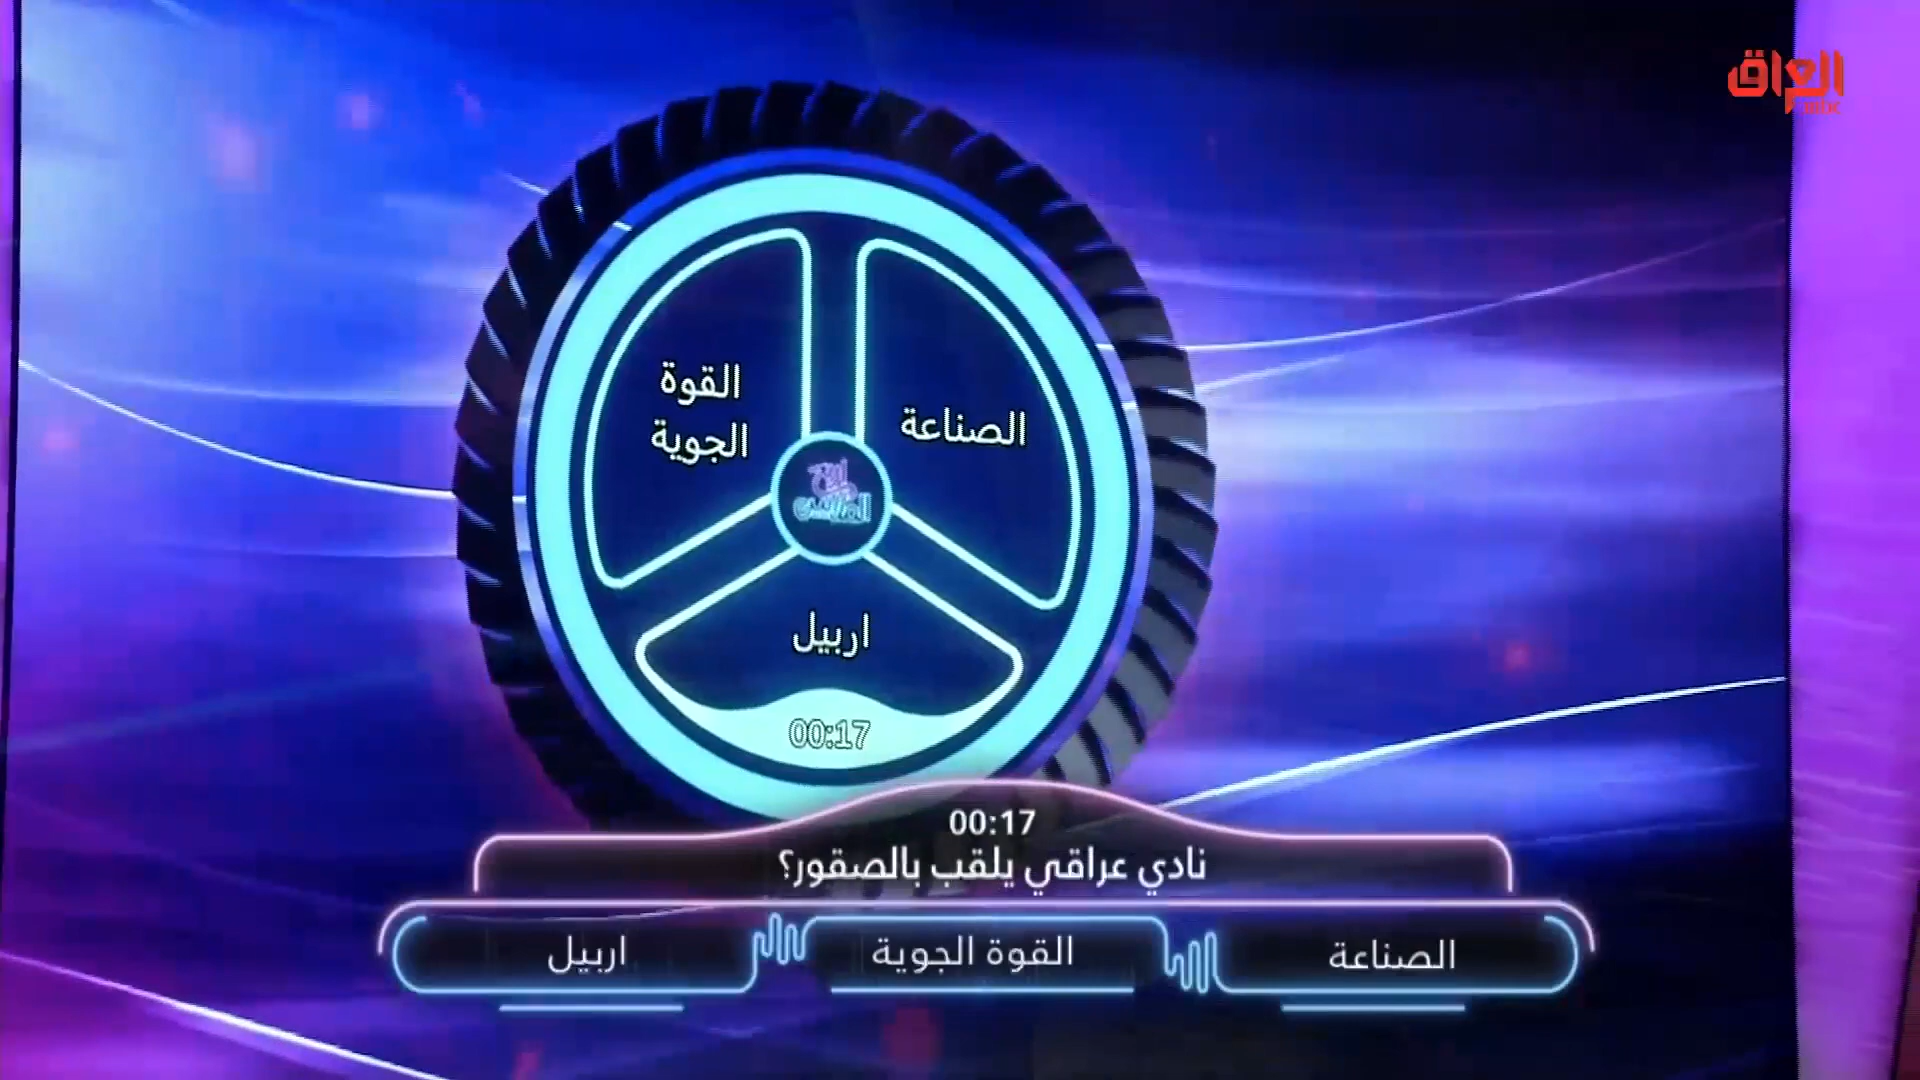 العراق
القوة
الجوية
الصناعة
اربيل
00:17
00:17
نادي عراقي يلقب بالصقور؟
الصناعة
القوة الجوية
اربيل